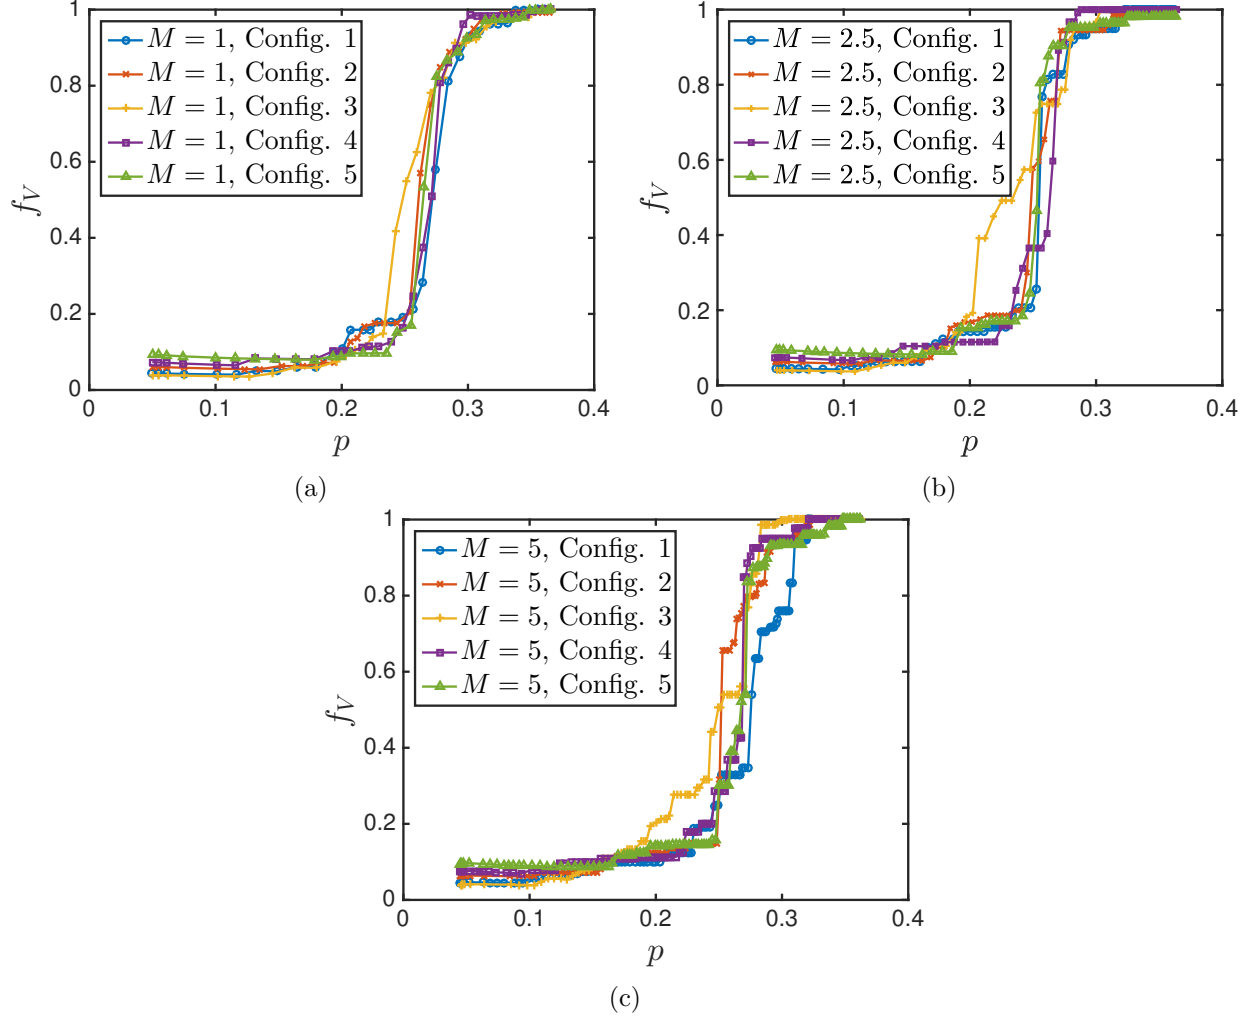 1
0.8
0.6
0.4
0.2
0
f_V
M = 1, Config. 1
M = 1, Config. 2
M = 1, Config. 3
M = 1, Config. 4
M = 1, Config. 5
0 0.1 0.2 0.3 0.4
p
(a)
1
0.8
0.6
0.4
0.2
0
f_V
M = 2.5, Config. 1
M = 2.5, Config. 2
M = 2.5, Config. 3
M = 2.5, Config. 4
M = 2.5, Config. 5
0 0.1 0.2 0.3 0.4
p
(b)
1
0.8
0.6
0.4
0.2
0
f_V
M = 5, Config. 1
M = 5, Config. 2
M = 5, Config. 3
M = 5, Config. 4
M = 5, Config. 5
0 0.1 0.2 0.3 0.4
p
(c)